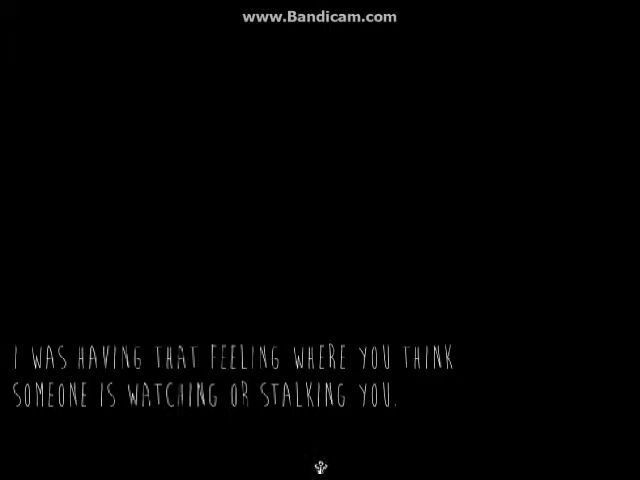 www.Bandicam.com
I WAS HAVING THAT FEELING WHERE YOU THINK
SOMEONE IS WATCHING OR STALKING YOU.